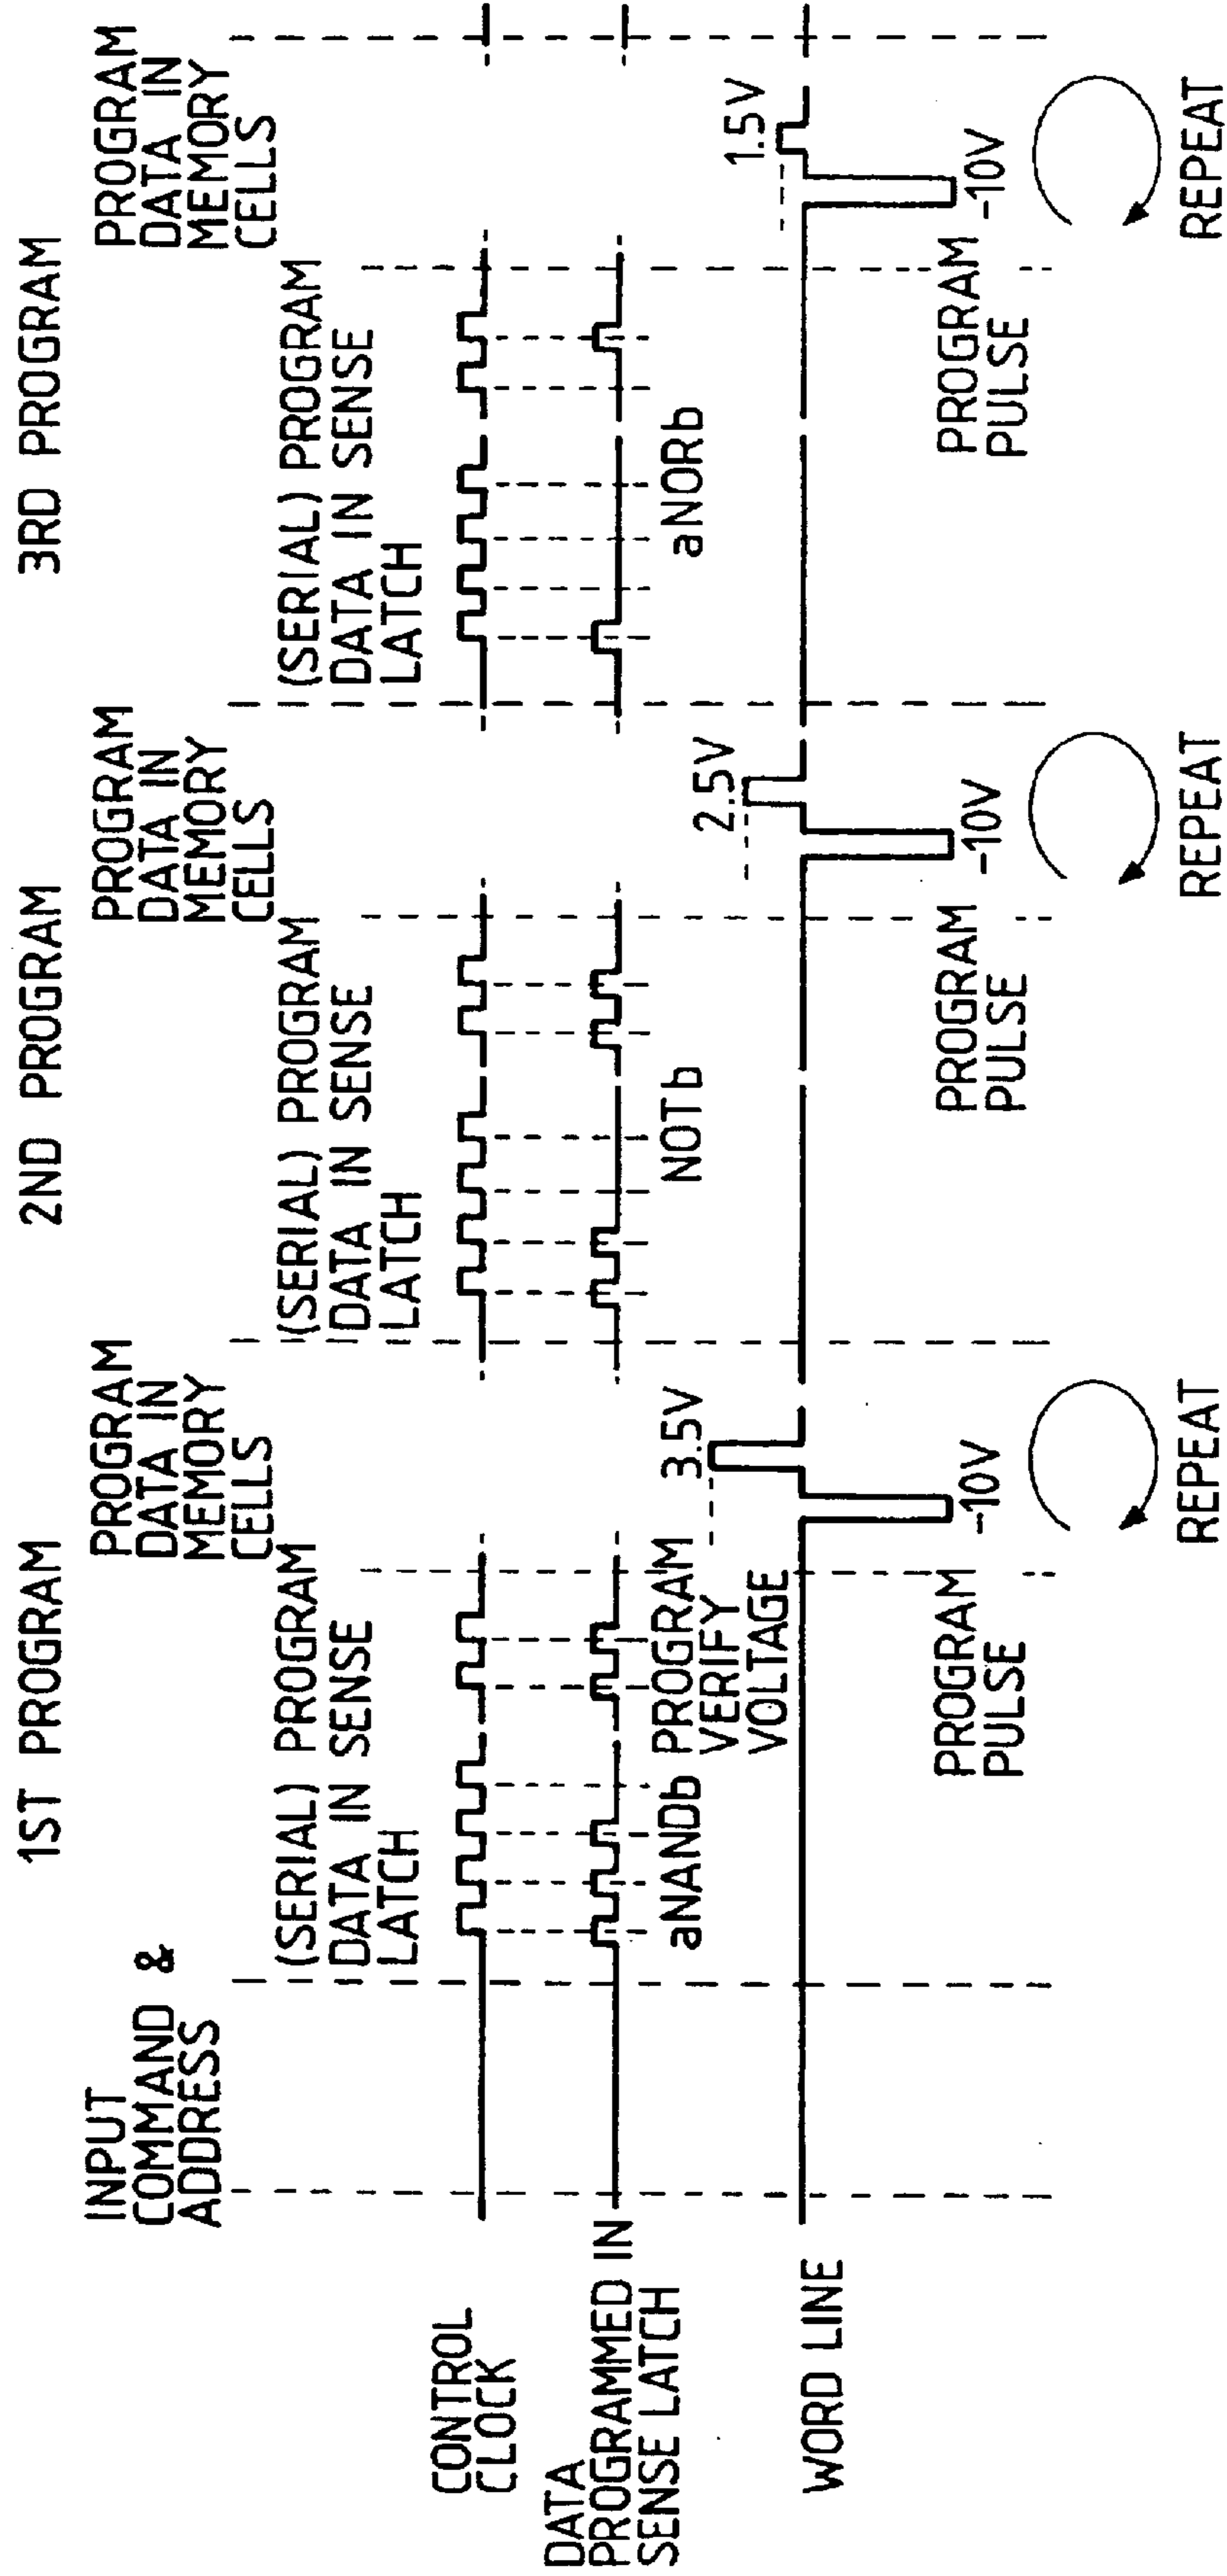 1ST PROGRAM
2ND PROGRAM
3RD PROGRAM
INPUT
COMMAND &
ADDRESS
PROGRAM
DATA IN
MEMORY
CELLS
PROGRAM
DATA IN
MEMORY
CELLS
PROGRAM
DATA IN
MEMORY
CELLS
(SERIAL) PROGRAM
DATA IN SENSE
LATCH
(SERIAL) PROGRAM
DATA IN SENSE
LATCH
(SERIAL) PROGRAM
DATA IN SENSE
LATCH
CONTROL
CLOCK
DATA
PROGRAMMED IN
SENSE LATCH
aNANDb
NOTb
aNORb
PROGRAM
VERIFY
VOLTAGE
3.5V
2.5V
1.5V
WORD LINE
PROGRAM
PULSE
-10V
PROGRAM
PULSE
-10V
PROGRAM
PULSE
-10V
REPEAT
REPEAT
REPEAT